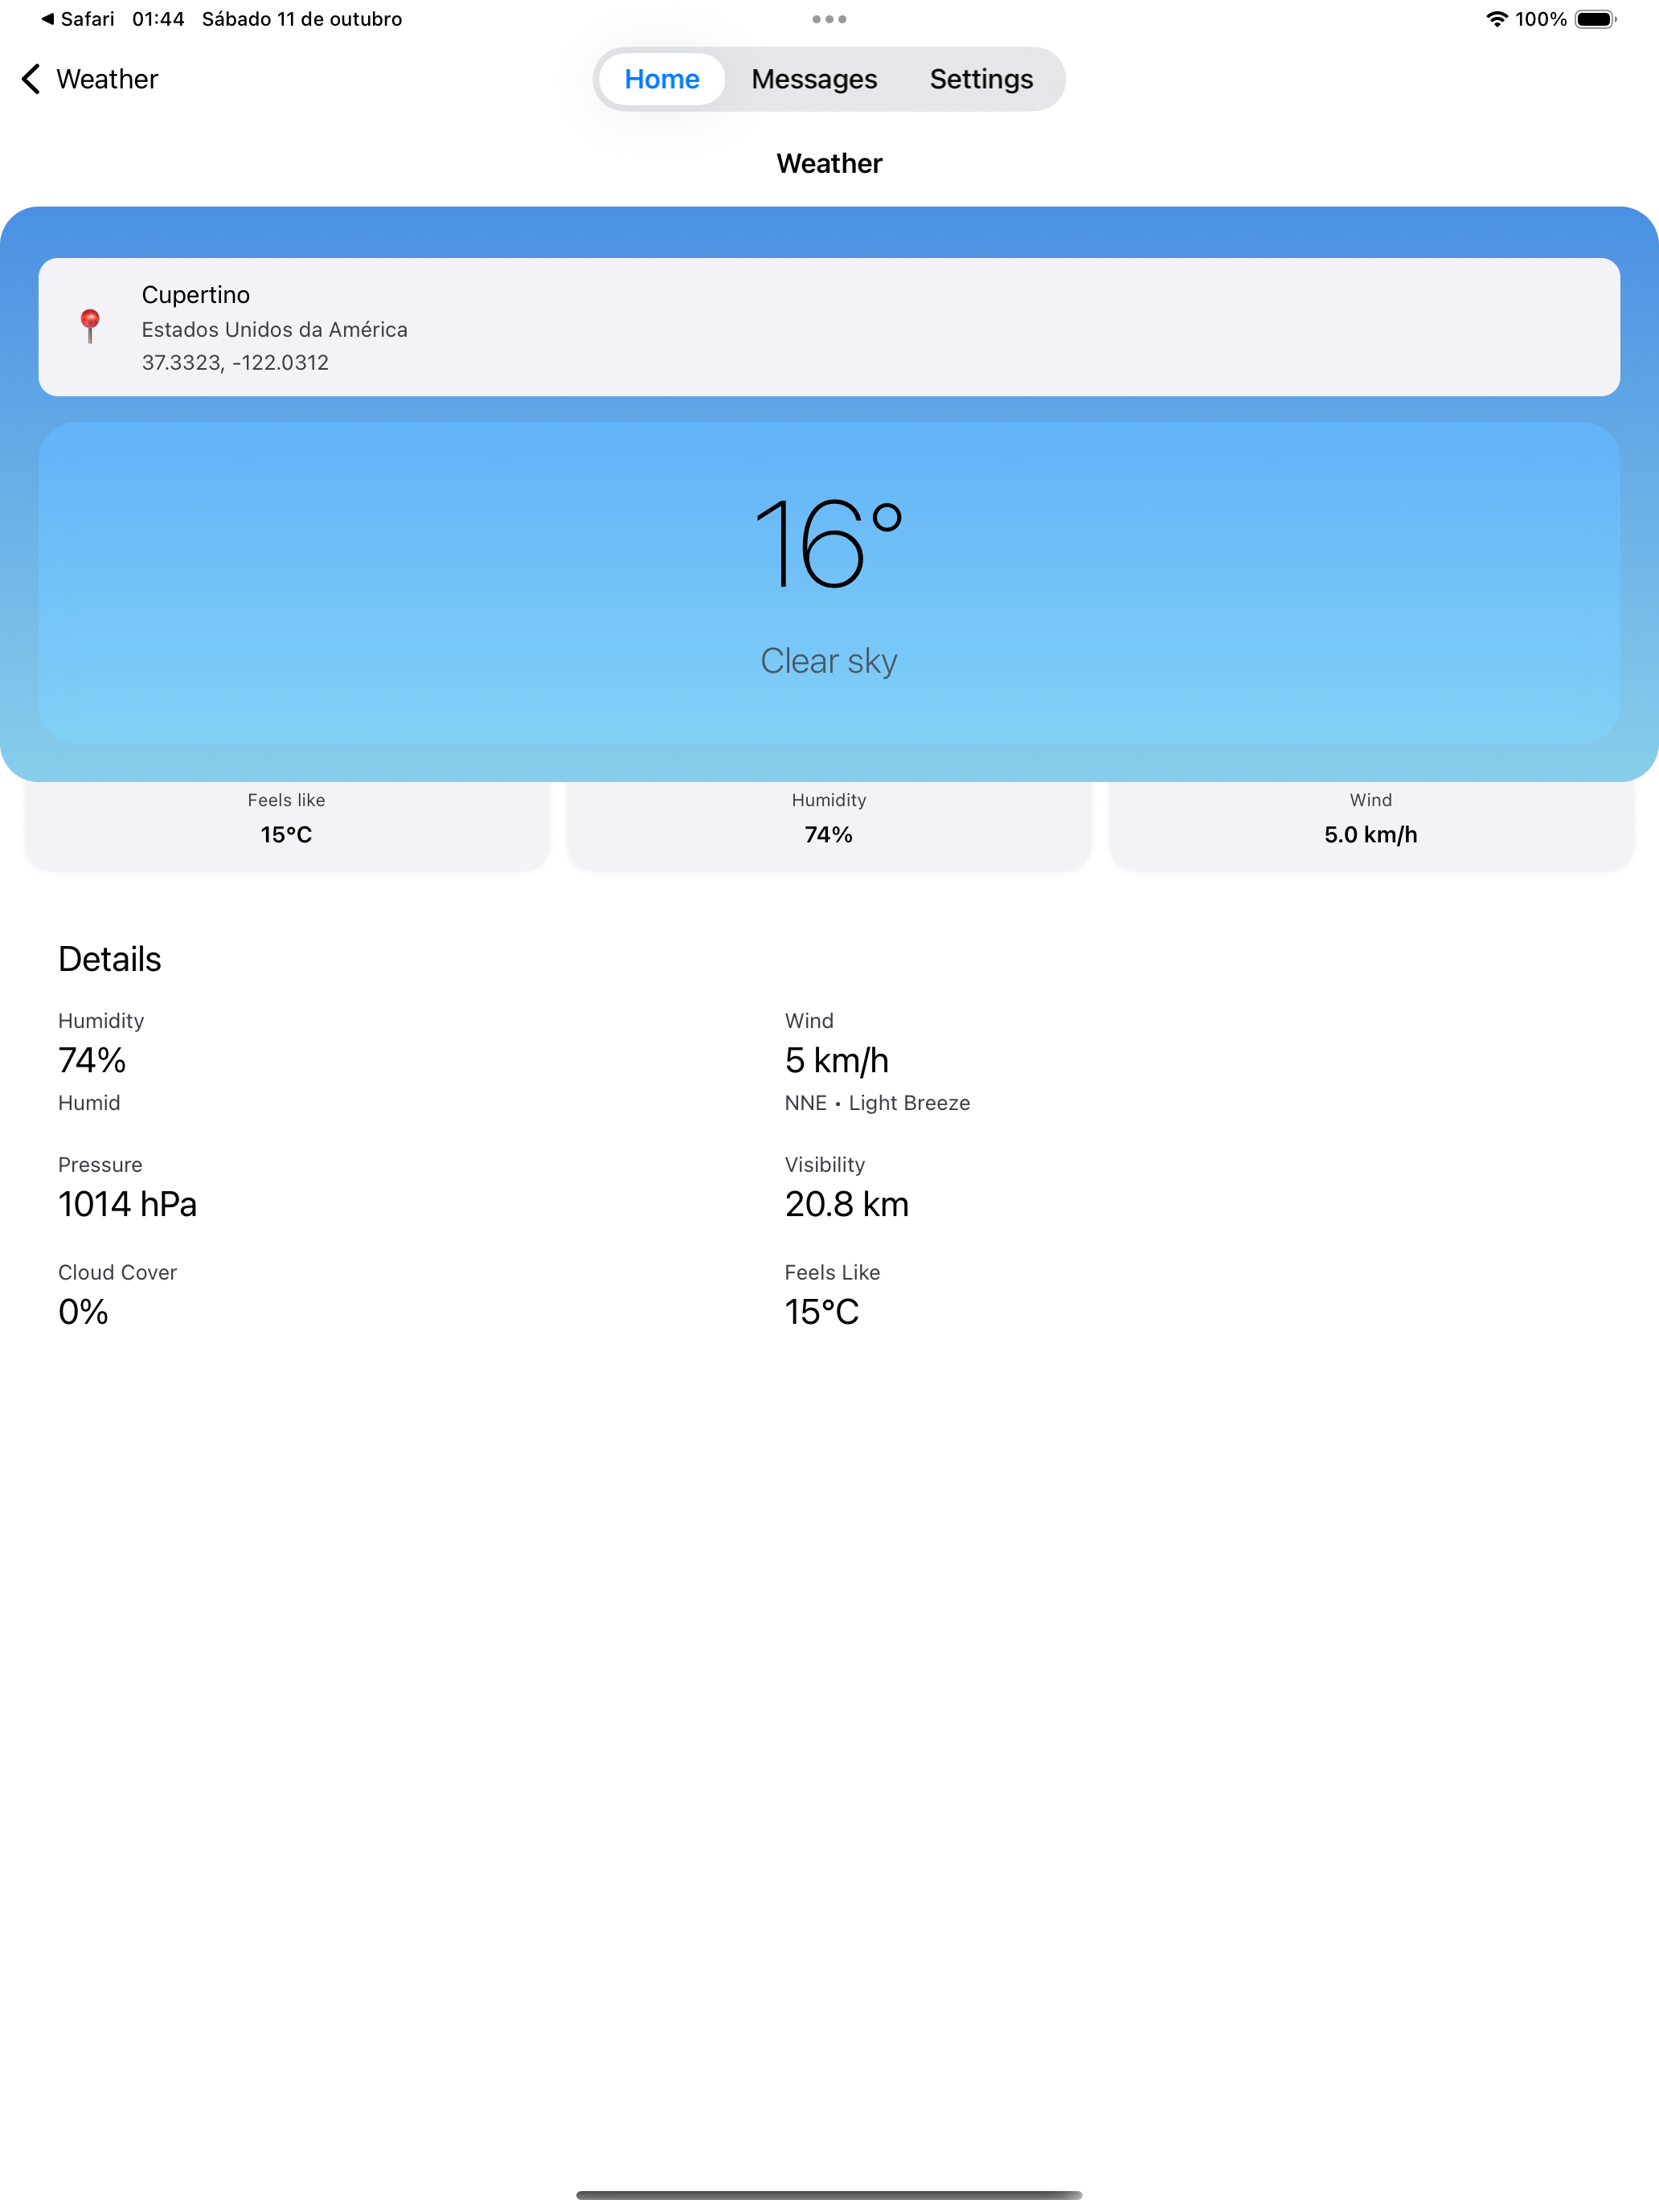 Safari 01:44 Sábado 11 de outubro 100%
Weather
Home Messages Settings
Weather
Cupertino
Estados Unidos da América
37.3323, -122.0312
16°
Clear sky
Feels like Humidity Wind
15°C 74% 5.0 km/h
Details
Humidity Wind
74% 5 km/h
Humid NNE • Light Breeze
Pressure Visibility
1014 hPa 20.8 km
Cloud Cover Feels Like
0% 15°C